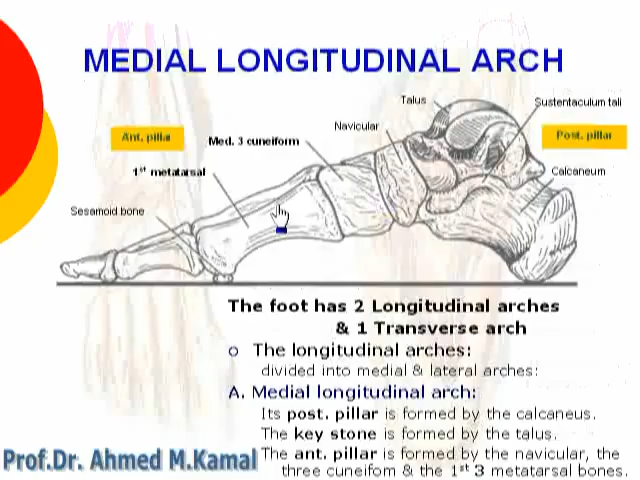 MEDIAL LONGITUDINAL ARCH
Talus
Sustentaculum tali
Navicular
Ant. pillar
Med. 3 cuneiform
Post. pillar
1st metatarsal
Calcaneum
Sesamoid bone
The foot has 2 Longitudinal arches
& 1 Transverse arch
o The longitudinal arches:
divided into medial & lateral arches:
A. Medial longitudinal arch:
Its post. pillar is formed by the calcaneus.
The key stone is formed by the talus.
The ant. pillar is formed by the navicular, the
three cuneifom & the 1st 3 metatarsal bones.
Prof.Dr. Ahmed M.Kamal